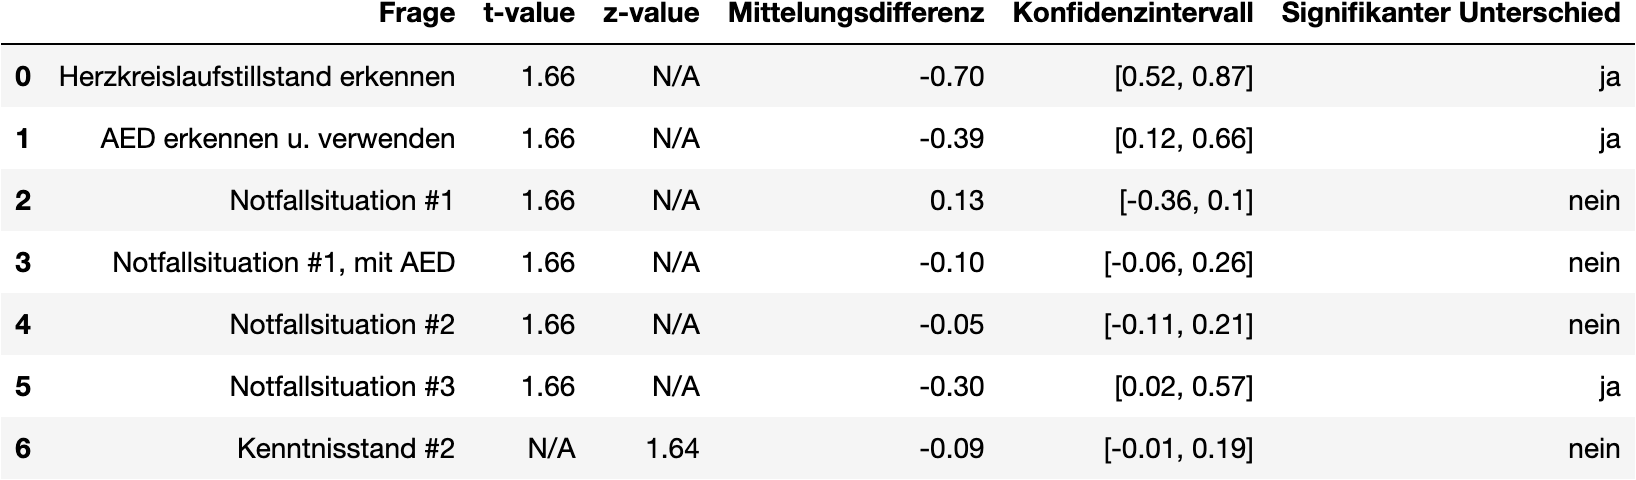 Frage t-value z-value Mittelungsdifferenz Konfidenzintervall Signifikanter Unterschied
0 Herzkreislaufstillstand erkennen 1.66 N/A -0.70 [0.52, 0.87] ja
1 AED erkennen u. verwenden 1.66 N/A -0.39 [0.12, 0.66] ja
2 Notfallsituation #1 1.66 N/A 0.13 [-0.36, 0.1] nein
3 Notfallsituation #1, mit AED 1.66 N/A -0.10 [-0.06, 0.26] nein
4 Notfallsituation #2 1.66 N/A -0.05 [-0.11, 0.21] nein
5 Notfallsituation #3 1.66 N/A -0.30 [0.02, 0.57] ja
6 Kenntnisstand #2 N/A 1.64 -0.09 [-0.01, 0.19] nein